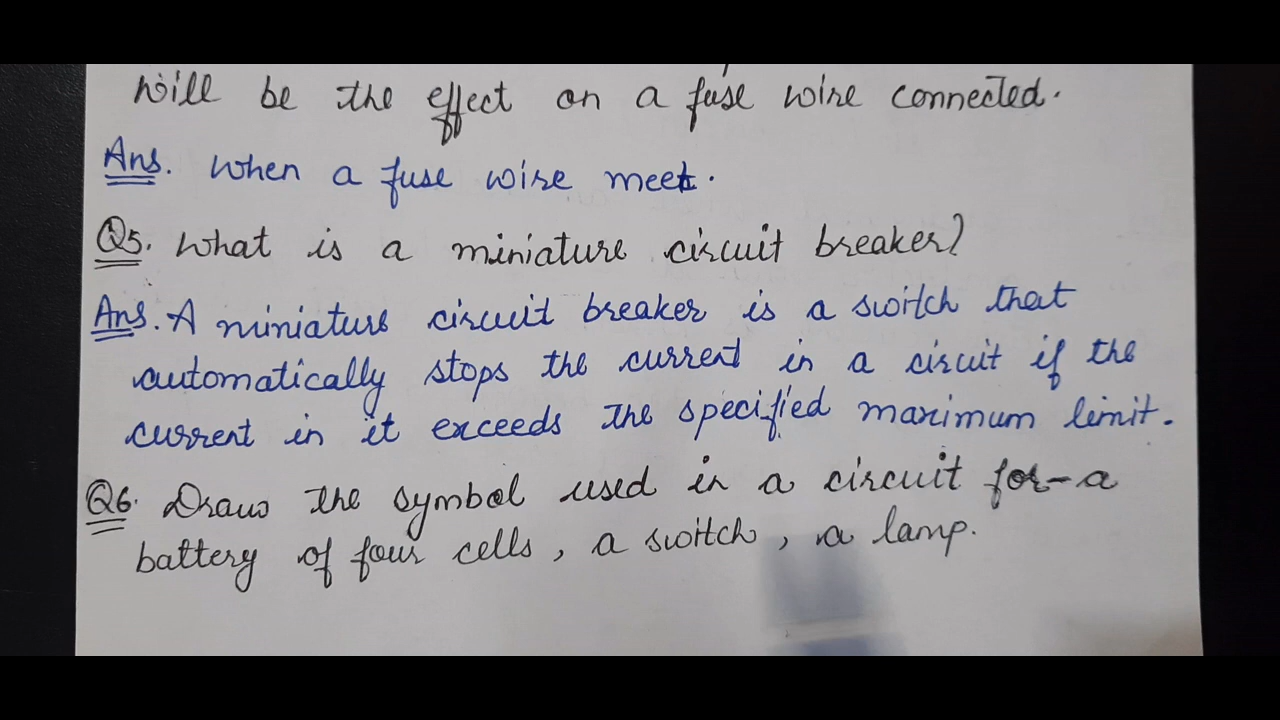 will be the effect on a fuse wire connected.
Ans. When a fuse wire meet.
Q5. What is a miniature circuit breaker?
Ans. A miniature circuit breaker is a switch that
automatically stops the current in a circuit if the
current in it exceeds the specified maximum limit.
Q6. Draw the symbol used in a circuit for - a
battery of four cells, a switch, a lamp.